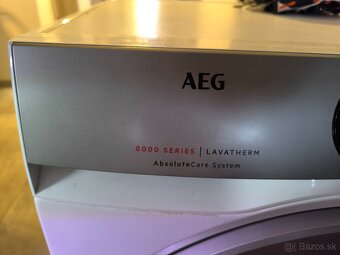 AEG
8000 SERIES | LAVATHERM
AbsoluteCare System
Bazos.sk